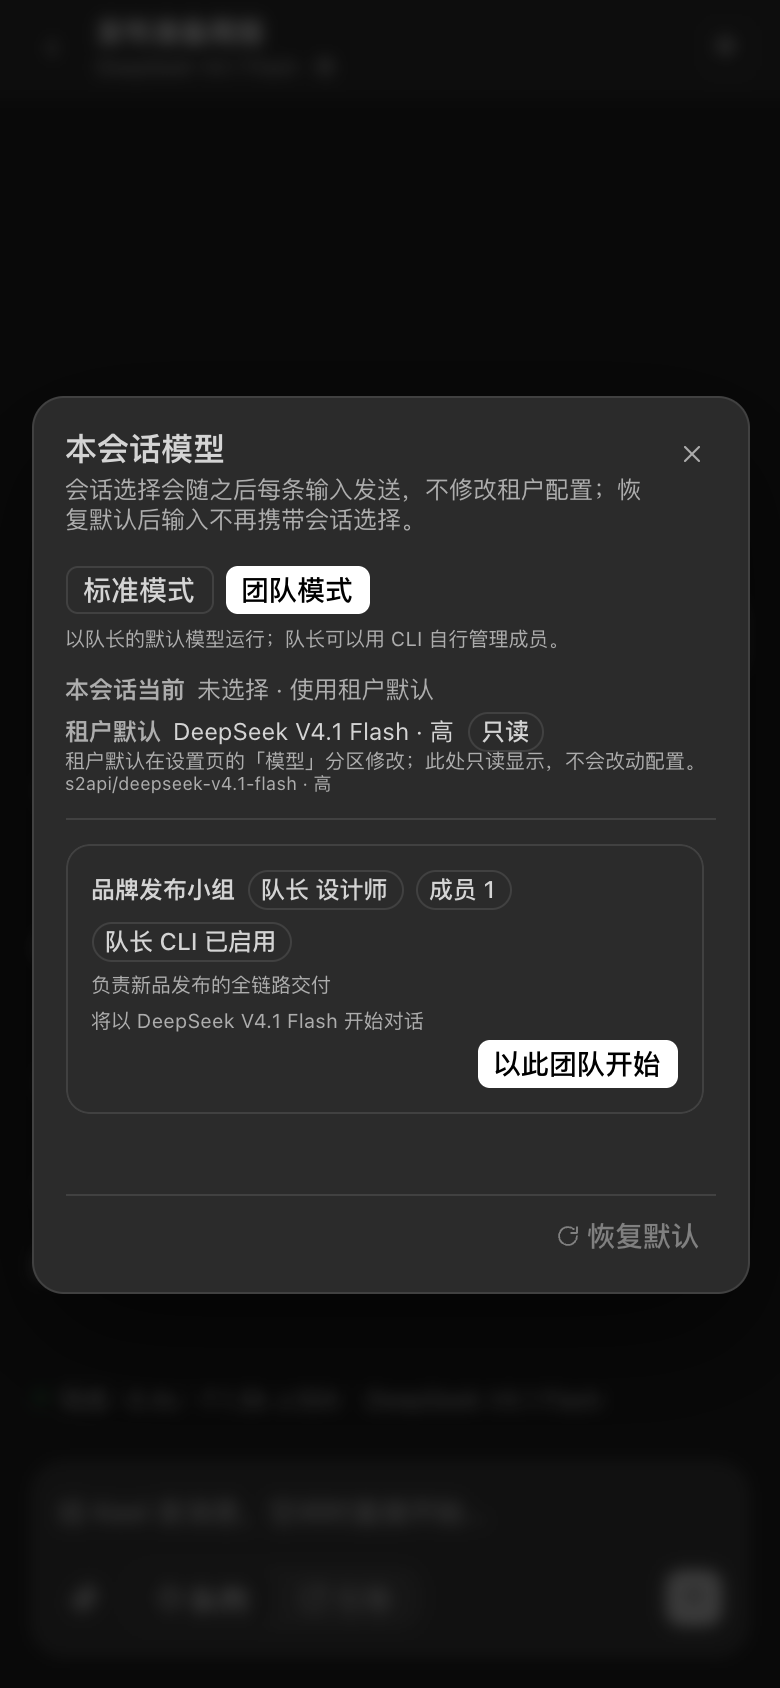 本会话模型
会话选择会随之后每条输入发送，不修改租户配置；恢
复默认后输入不再携带会话选择。
标准模式 团队模式
以队长的默认模型运行；队长可以用 CLI 自行管理成员。
本会话当前 未选择 · 使用租户默认
租户默认 DeepSeek V4.1 Flash · 高 只读
租户默认在设置页的「模型」分区修改；此处只读显示，不会改动配置。
s2api/deepseek-v4.1-flash · 高
品牌发布小组 队长 设计师 成员 1
队长 CLI 已启用
负责新品发布的全链路交付
将以 DeepSeek V4.1 Flash 开始对话
以此团队开始
恢复默认